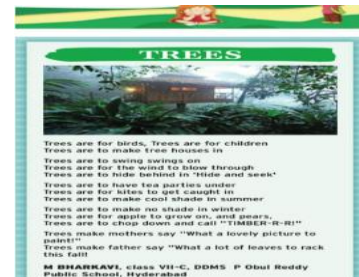 TREES
Trees are for birds, Trees are for children
Trees are to make tree houses in
Trees are to swing swings on
Trees are for the wind to blow through
Trees are to hide behind in 'Hide and seek'
Trees are to have tea parties under
Trees are for kites to get caught in
Trees are to make cool shade in summer
Trees are to make no shade in winter
Trees are for apple to grow on, and pears,
Trees are to chop down and call "TIMBER-R-R!"
Trees make mothers say "What a lovely picture to
paint!"
Trees make father say "What a lot of leaves to rack
this fall!
M BHARKAVI, class VII-C, DDMS P Obul Reddy
Public School, Hyderabad